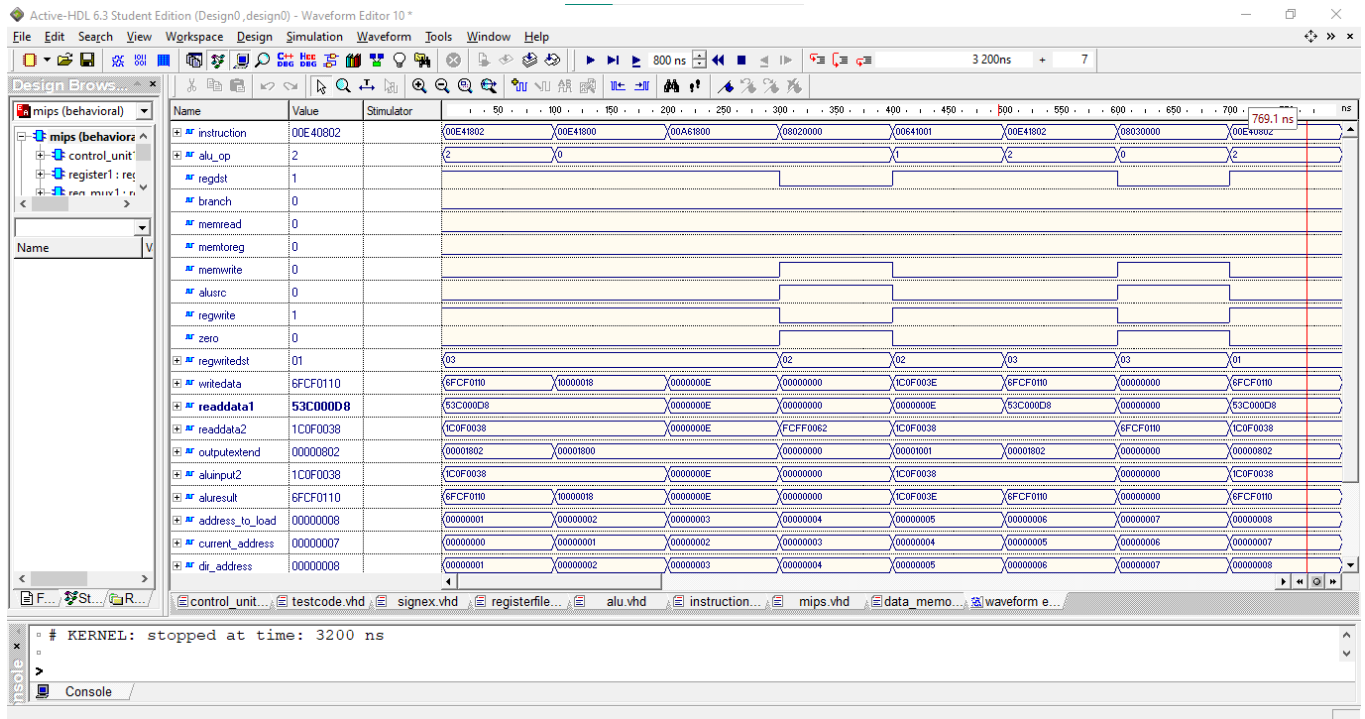 Active-HDL 6.3 Student Edition (Design0 ,design0) - Waveform Editor 10 *
File Edit Search View Workspace Design Simulation Waveform Tools Window Help
800 ns 3 200ns + 7
Design Brows...
mips (behavioral)
mips (behaviora
control_unit
register1 : re
reg_mux1 : r
Name
Name Value Stimulator 50 100 150 200 250 300 350 400 450 500 550 600 650 700 ns
769.1 ns
instruction 00E40802 00E41802 00E41800 00A61800 08020000 00641001 00E41802 08030000 00E40802
alu_op 2 2 0 1 2 0 2
regdst 1
branch 0
memread 0
memtoreg 0
memwrite 0
alusrc 0
regwrite 1
zero 0
regwritedst 01 03 02 02 03 03 01
writedata 6FCF0110 6FCF0110 10000018 0000000E 00000000 1C0F003E 6FCF0110 00000000 6FCF0110
readdata1 53C000D8 53C000D8 0000000E 00000000 0000000E 53C000D8 00000000 53C000D8
readdata2 1C0F0038 1C0F0038 0000000E FCFF0062 1C0F0038 6FCF0110 1C0F0038
outputextend 00000802 00001802 00001800 00000000 00001001 00001802 00000000 00000802
aluinput2 1C0F0038 1C0F0038 0000000E 00000000 1C0F0038 00000000 1C0F0038
aluresult 6FCF0110 6FCF0110 10000018 0000000E 00000000 1C0F003E 6FCF0110 00000000 6FCF0110
address_to_load 00000008 00000001 00000002 00000003 00000004 00000005 00000006 00000007 00000008
current_address 00000007 00000000 00000001 00000002 00000003 00000004 00000005 00000006 00000007
dir_address 00000008 00000001 00000002 00000003 00000004 00000005 00000006 00000007 00000008
F... St... R...
control_unit... testcode.vhd signex.vhd registerfile... alu.vhd instruction... mips.vhd data_memo... waveform e...
# KERNEL: stopped at time: 3200 ns
>
Console